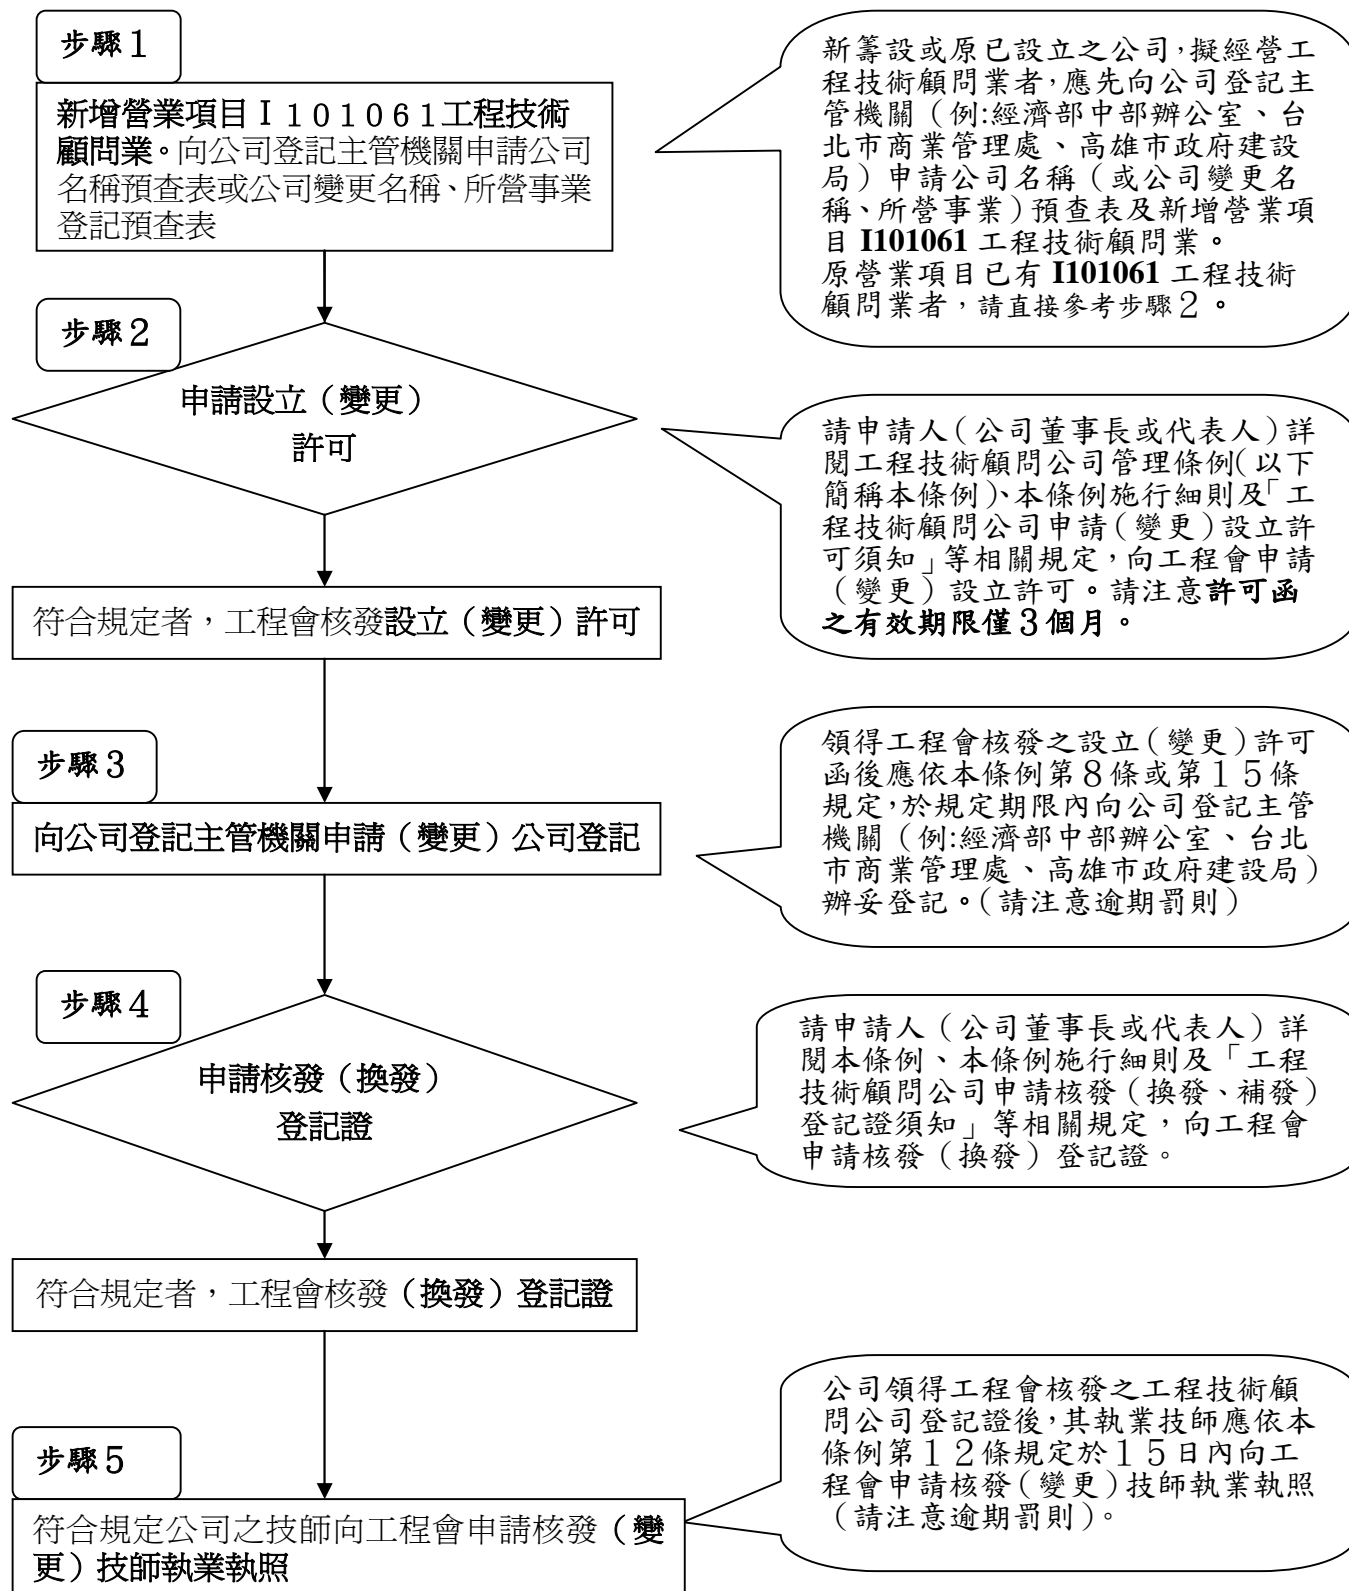 步驟１
新增營業項目Ｉ１０１０６１工程技術
顧問業。向公司登記主管機關申請公司
名稱預查表或公司變更名稱、所營事業
登記預查表
新籌設或原已設立之公司，擬經營工
程技術顧問業者，應先向公司登記主
管機關（例:經濟部中部辦公室、台
北市商業管理處、高雄市政府建設
局）申請公司名稱（或公司變更名
稱、所營事業）預查表及新增營業項
目 I101061 工程技術顧問業。
原營業項目已有 I101061 工程技術
顧問業者，請直接參考步驟２。
步驟２
申請設立（變更）
許可
請申請人（公司董事長或代表人）詳
閱工程技術顧問公司管理條例（以下
簡稱本條例）、本條例施行細則及「工
程技術顧問公司申請（變更）設立許
可須知」等相關規定，向工程會申請
（變更）設立許可。請注意許可函
之有效期限僅３個月。
符合規定者，工程會核發設立（變更）許可
步驟３
向公司登記主管機關申請（變更）公司登記
領得工程會核發之設立（變更）許可
函後應依本條例第８條或第１５條
規定，於規定期限內向公司登記主管
機關（例:經濟部中部辦公室、台北
市商業管理處、高雄市政府建設局）
辦妥登記。（請注意逾期罰則）
步驟４
申請核發（換發）
登記證
請申請人（公司董事長或代表人）詳
閱本條例、本條例施行細則及「工程
技術顧問公司申請核發（換發、補發）
登記證須知」等相關規定，向工程會
申請核發（換發）登記證。
符合規定者，工程會核發（換發）登記證
步驟５
符合規定公司之技師向工程會申請核發（變
更）技師執業執照
公司領得工程會核發之工程技術顧
問公司登記證後，其執業技師應依本
條例第１２條規定於１５日內向工
程會申請核發（變更）技師執業執照
（請注意逾期罰則）。